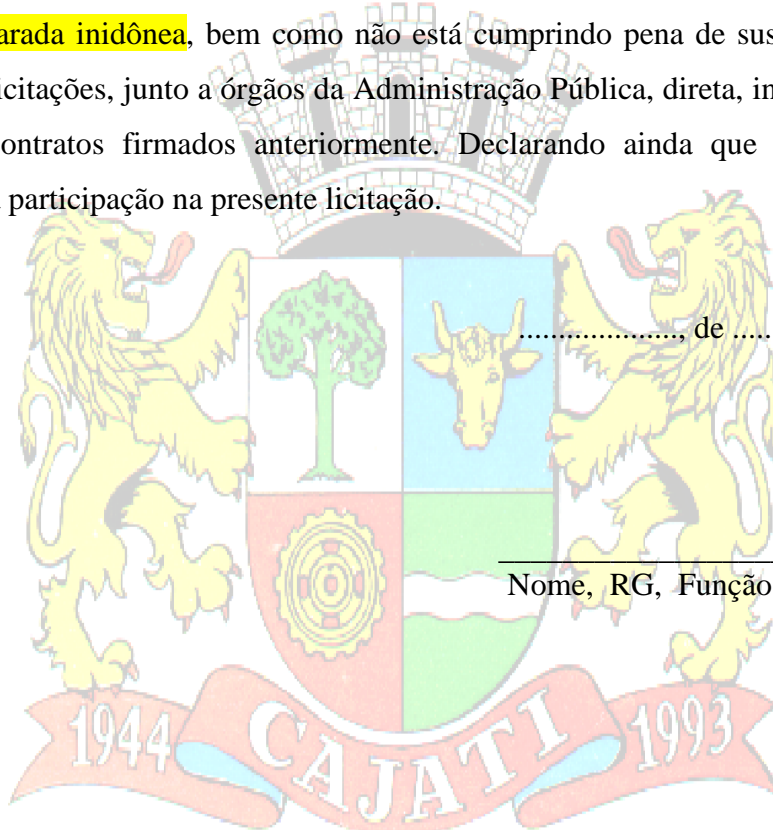 arada inidônea, bem como não está cumprindo pena de sus
icitações, junto a órgãos da Administração Pública, direta, in
ontratos firmados anteriormente. Declarando ainda que
participação na presente licitação.
...................., de .....
Nome, RG, Função
1944 CAJATI 1993